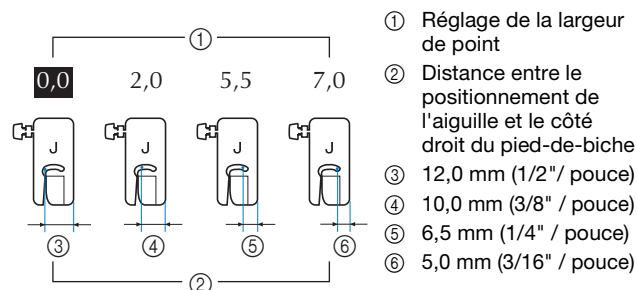 ①
0,0 2,0 5,5 7,0
J J J J
③ ④ ⑤ ⑥
②
① Réglage de la largeur
de point
② Distance entre le
positionnement de
l'aiguille et le côté
droit du pied-de-biche
③ 12,0 mm (1/2"/ pouce)
④ 10,0 mm (3/8" / pouce)
⑤ 6,5 mm (1/4" / pouce)
⑥ 5,0 mm (3/16" / pouce)